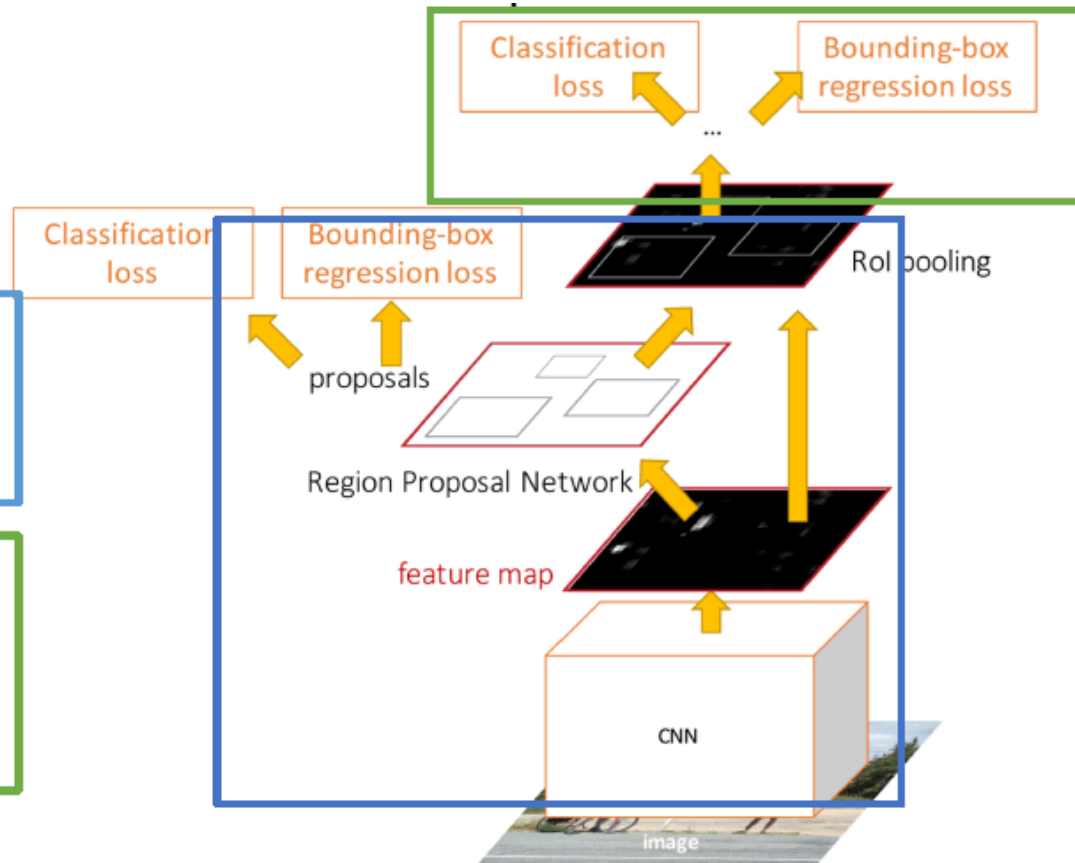 Classification
loss
Bounding-box
regression loss
...
Classification
loss
Bounding-box
regression loss
RoI pooling
proposals
Region Proposal Network
feature map
CNN
image